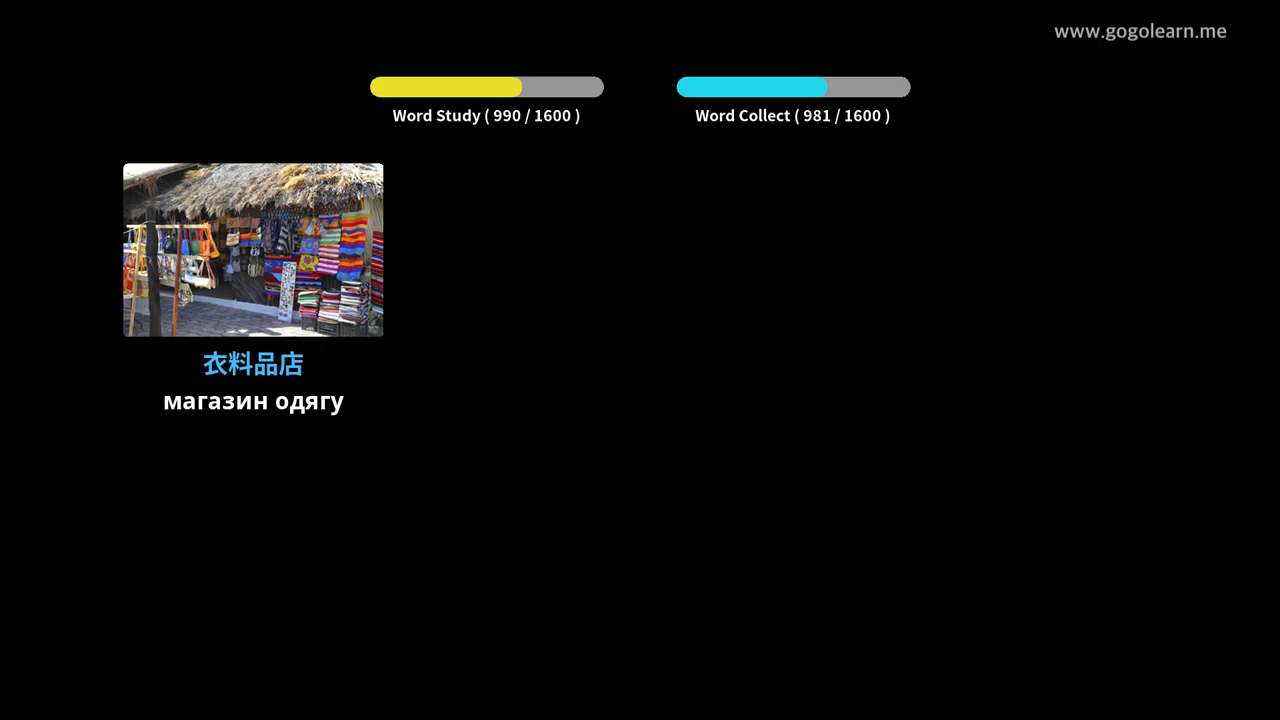 www.gogolearn.me
Word Study ( 990 / 1600 )
Word Collect ( 981 / 1600 )
衣料品店
магазин одягу